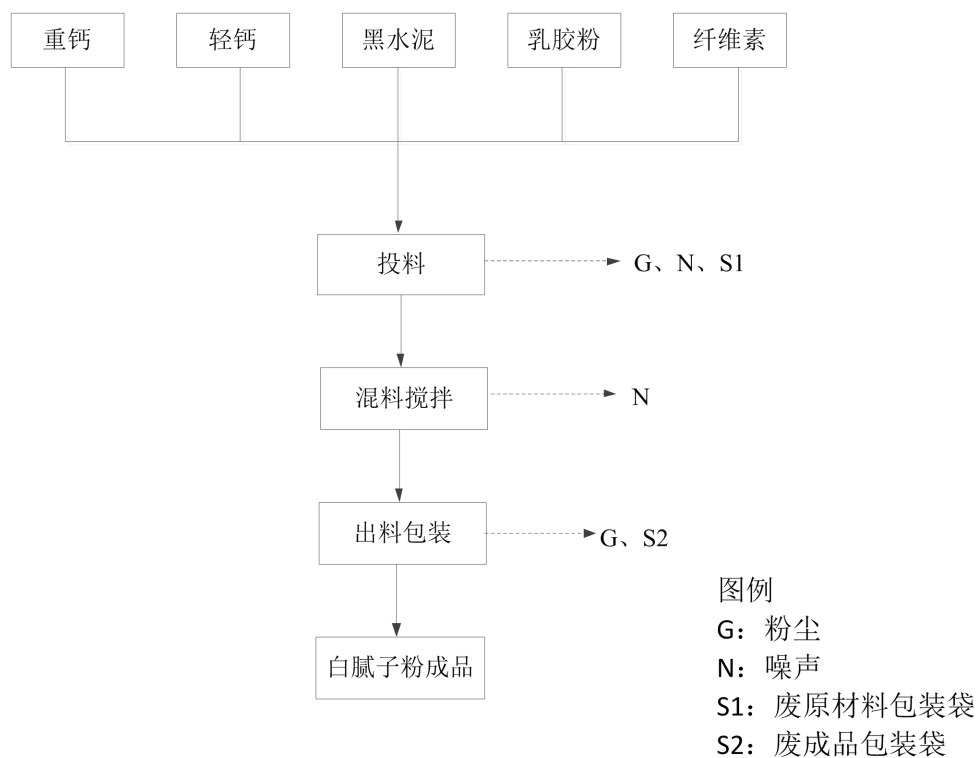 重钙
轻钙
黑水泥
乳胶粉
纤维素
投料
G、N、S1
混料搅拌
N
出料包装
G、S2
白腻子粉成品
图例
G：粉尘
N：噪声
S1：废原材料包装袋
S2：废成品包装袋